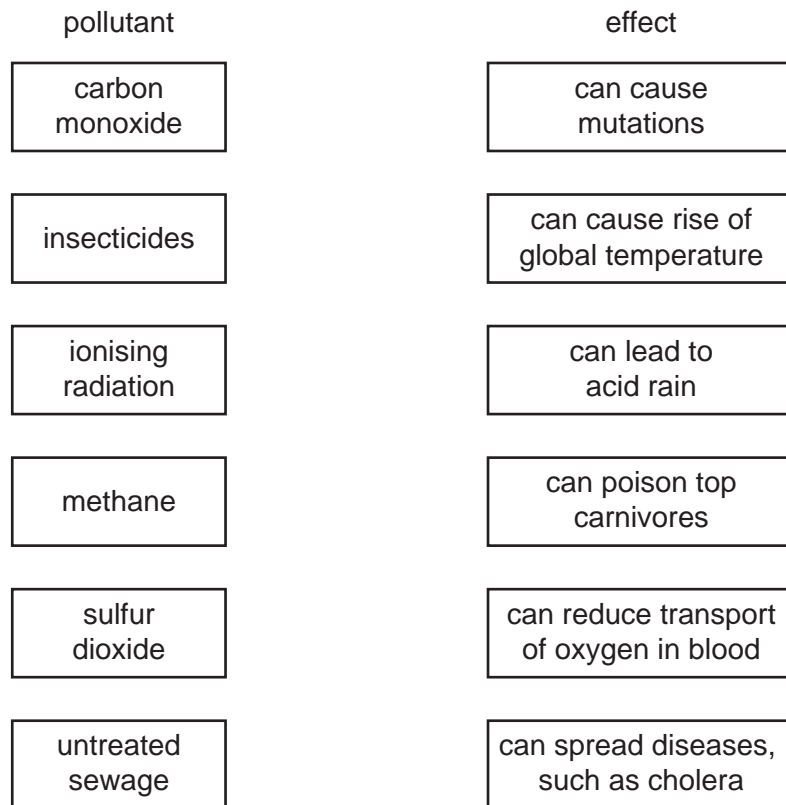 pollutant
effect
carbon
monoxide
can cause
mutations
insecticides
can cause rise of
global temperature
ionising
radiation
can lead to
acid rain
methane
can poison top
carnivores
sulfur
dioxide
can reduce transport
of oxygen in blood
untreated
sewage
can spread diseases,
such as cholera